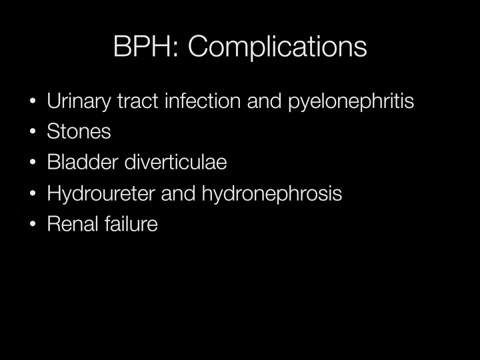 BPH: Complications
• Urinary tract infection and pyelonephritis
• Stones
• Bladder diverticulae
• Hydroureter and hydronephrosis
• Renal failure